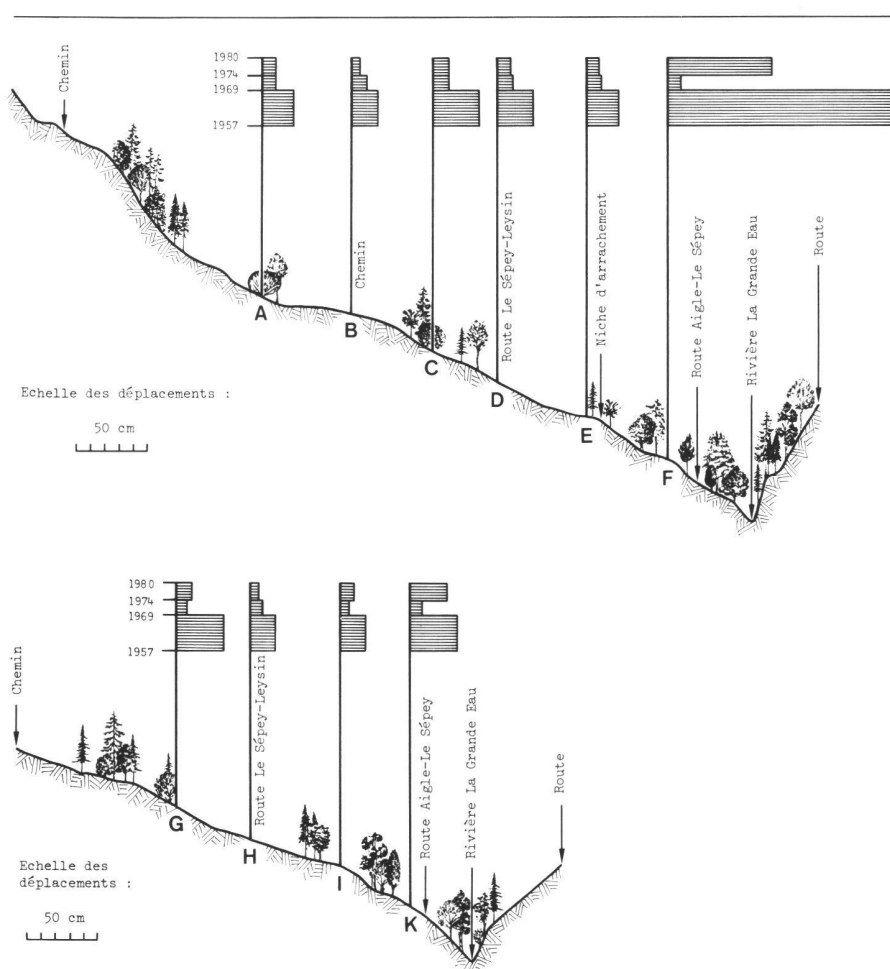 Chemin
1980
1974
1969
1957
Chemin
Route Le Sépey-Leysin
Niche d'arrachement
Route Aigle-Le Sépey
Rivière La Grande Eau
Route
A
B
C
D
E
F
Echelle des déplacements :
50 cm
1980
1974
1969
1957
Chemin
Route Le Sépey-Leysin
Route Aigle-Le Sépey
Rivière La Grande Eau
Route
G
H
I
K
Echelle des
déplacements :
50 cm